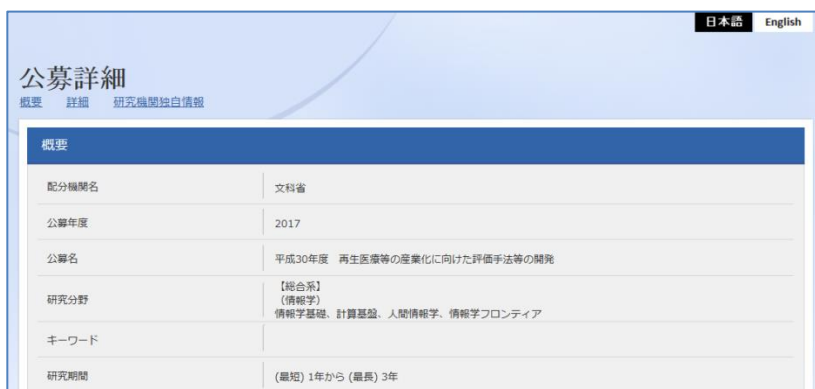 日本語 English
公募詳細
概要 詳細 研究機関独自情報
概要
配分機関名 文科省
公募年度 2017
公募名 平成30年度 再生医療等の産業化に向けた評価手法等の開発
研究分野 【総合系】
(情報学)
情報学基礎、計算基盤、人間情報学、情報学フロンティア
キーワード
研究期間 (最短) 1年から (最長) 3年